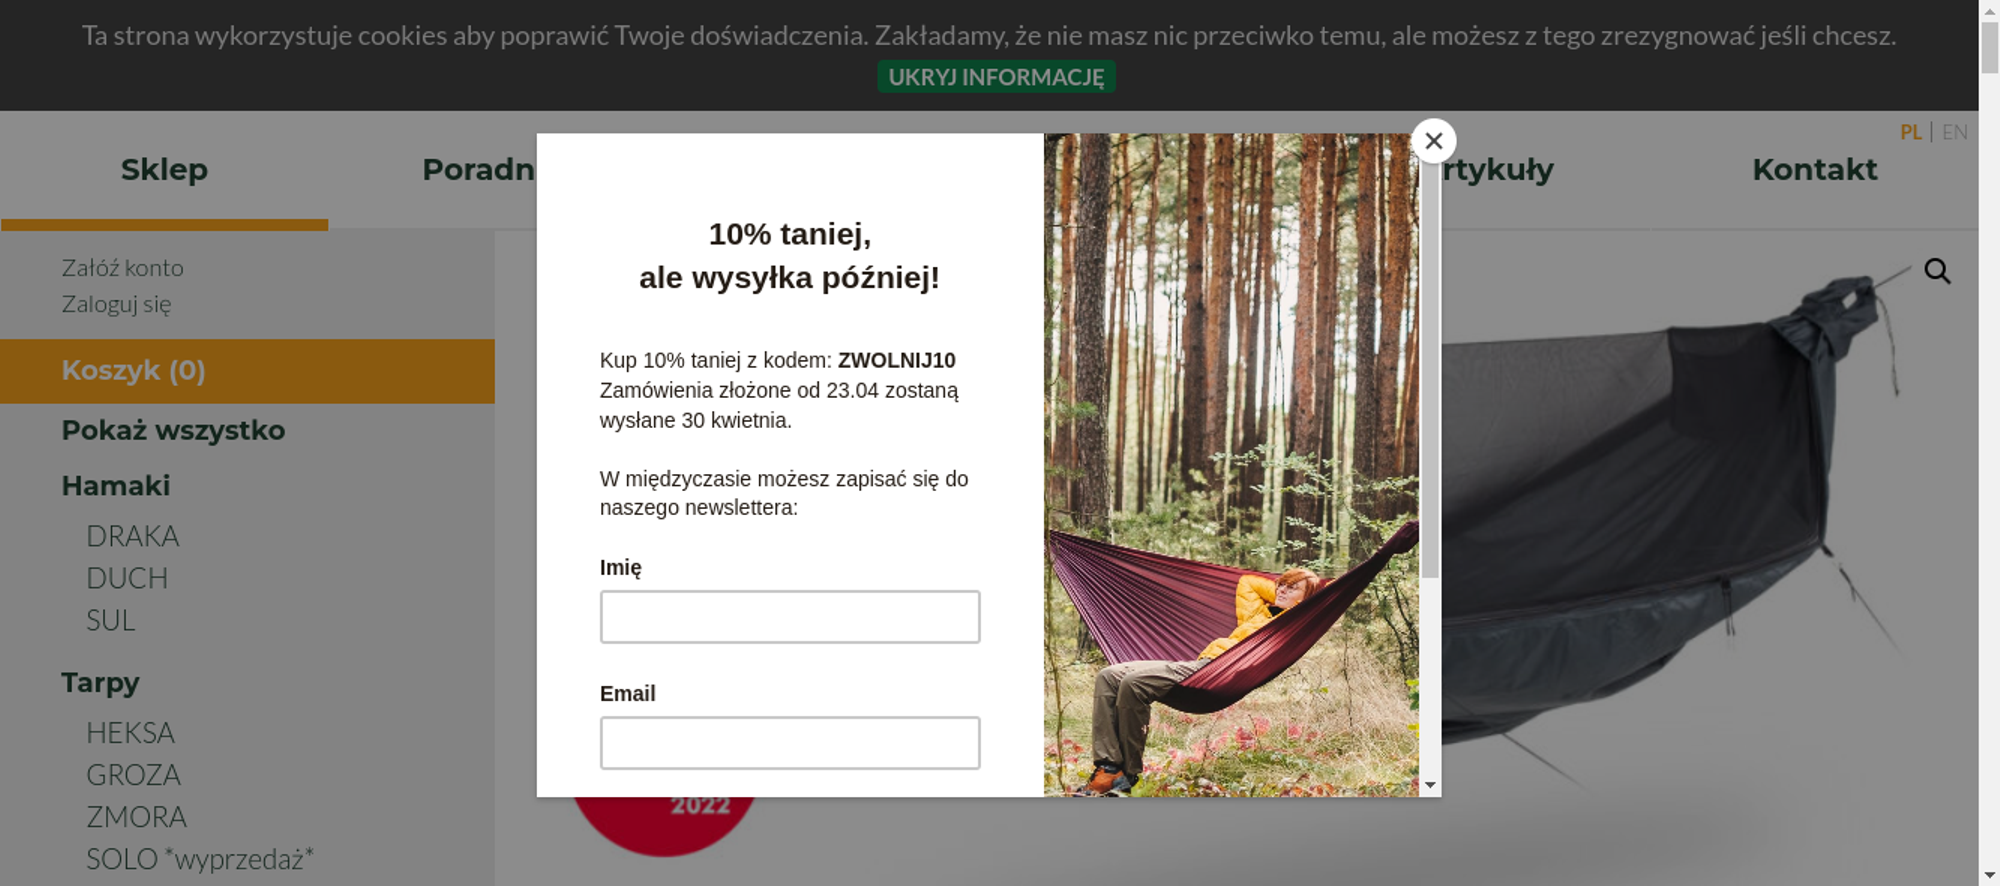 Ta strona wykorzystuje cookies aby poprawić Twoje doświadczenia. Zakładamy, że nie masz nic przeciwko temu, ale możesz z tego zrezygnować jeśli chcesz.
UKRYJ INFORMACJĘ
PL | EN
Sklep
Poradn
rtykuły
Kontakt
Załóż konto
Zaloguj się
Koszyk (0)
Pokaż wszystko
Hamaki
DRAKA
DUCH
SUL
Tarpy
HEKSA
GROZA
ZMORA
SOLO *wyprzedaż*
10% taniej,
ale wysyłka później!
Kup 10% taniej z kodem: ZWOLNIJ10
Zamówienia złożone od 23.04 zostaną
wysłane 30 kwietnia.
W międzyczasie możesz zapisać się do
naszego newslettera:
Imię
Email
2022